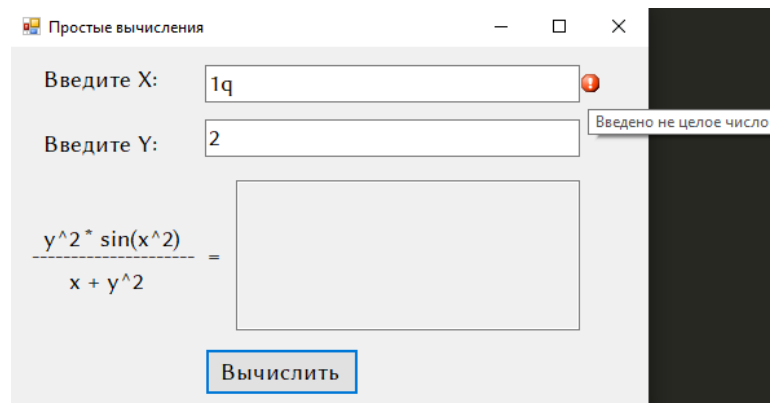 Простые вычисления
Введите X:
1q
Введено не целое число
Введите Y:
2
y^2 * sin(x^2)
--------------------- =
x + y^2
Вычислить